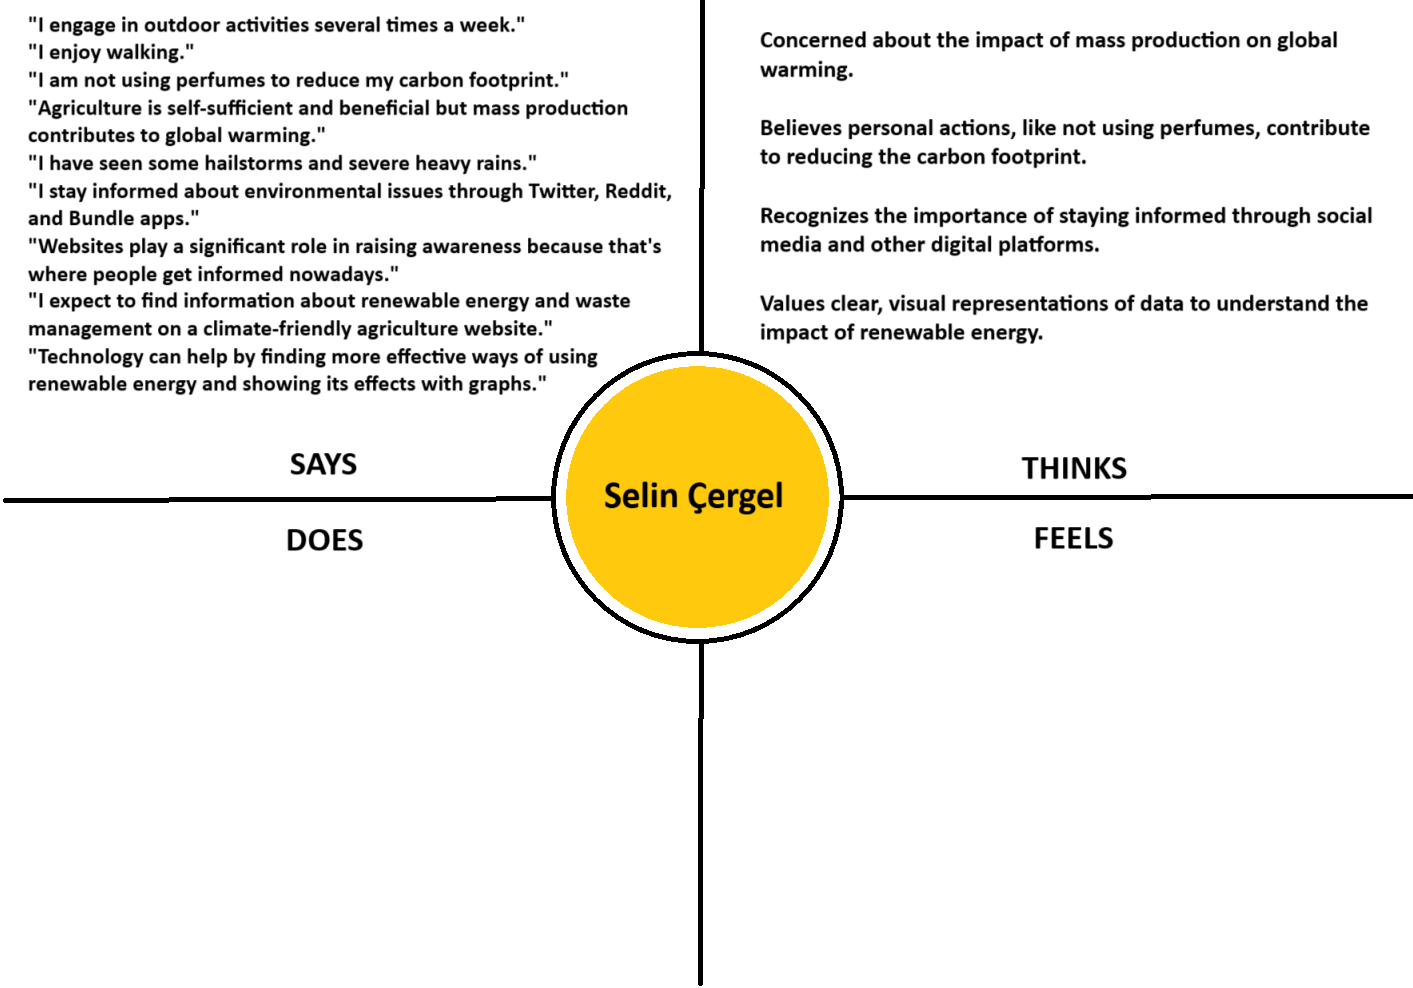 "I engage in outdoor activities several times a week."
"I enjoy walking."
"I am not using perfumes to reduce my carbon footprint."
"Agriculture is self-sufficient and beneficial but mass production
contributes to global warming."
"I have seen some hailstorms and severe heavy rains."
"I stay informed about environmental issues through Twitter, Reddit,
and Bundle apps."
"Websites play a significant role in raising awareness because that's
where people get informed nowadays."
"I expect to find information about renewable energy and waste
management on a climate-friendly agriculture website."
"Technology can help by finding more effective ways of using
renewable energy and showing its effects with graphs."
SAYS
Concerned about the impact of mass production on global
warming.
Believes personal actions, like not using perfumes, contribute
to reducing the carbon footprint.
Recognizes the importance of staying informed through social
media and other digital platforms.
Values clear, visual representations of data to understand the
impact of renewable energy.
THINKS
Selin Çergel
DOES
FEELS